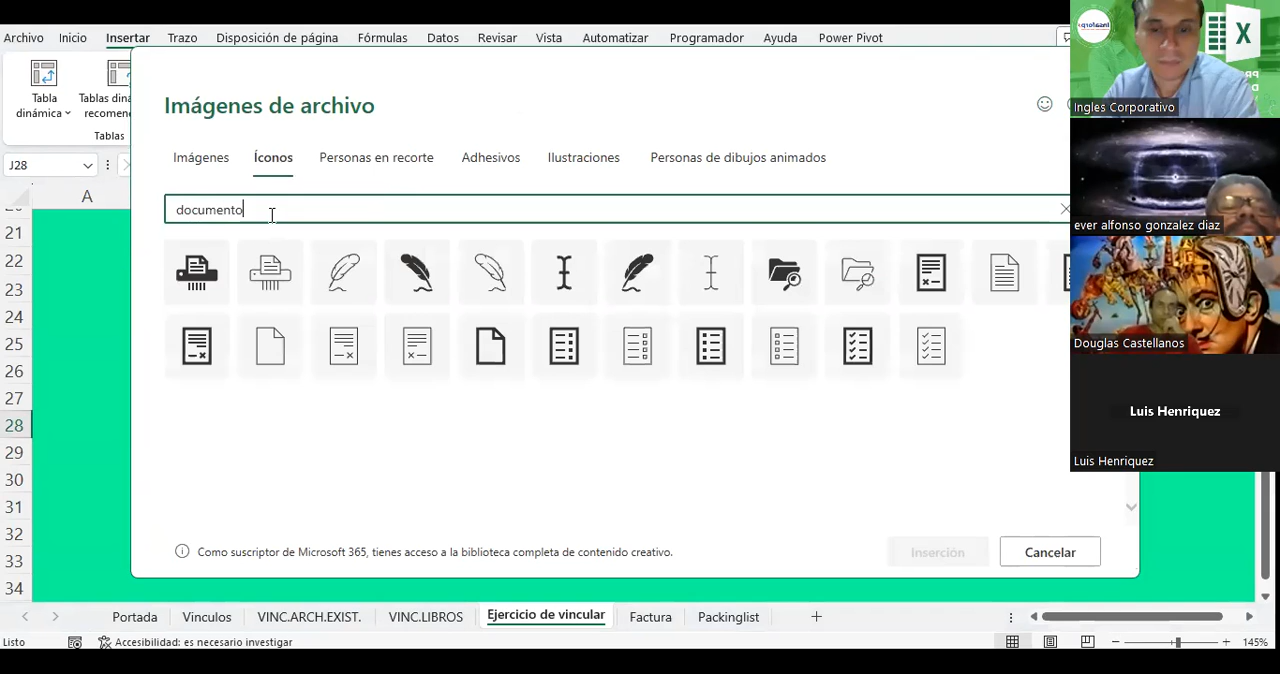 Archivo Inicio Insertar Trazo Disposición de página Fórmulas Datos Revisar Vista Automatizar Programador Ayuda Power Pivot
Tabla
dinámica
Tablas diná
recomen
Tablas
J28
A
Imágenes de archivo
Imágenes Íconos Personas en recorte Adhesivos Ilustraciones Personas de dibujos animados
documento
21
22
23
24
25
26
27
28
29
30
31
32
33
34
Como suscriptor de Microsoft 365, tienes acceso a la biblioteca completa de contenido creativo.
Inserción Cancelar
Portada Vinculos VINC.ARCH.EXIST. VINC.LIBROS Ejercicio de vincular Factura Packinglist
Listo Accesibilidad: es necesario investigar 145%
X
Ingles Corporativo
ever alfonso gonzalez diaz
Douglas Castellanos
Luis Henriquez
Luis Henriquez